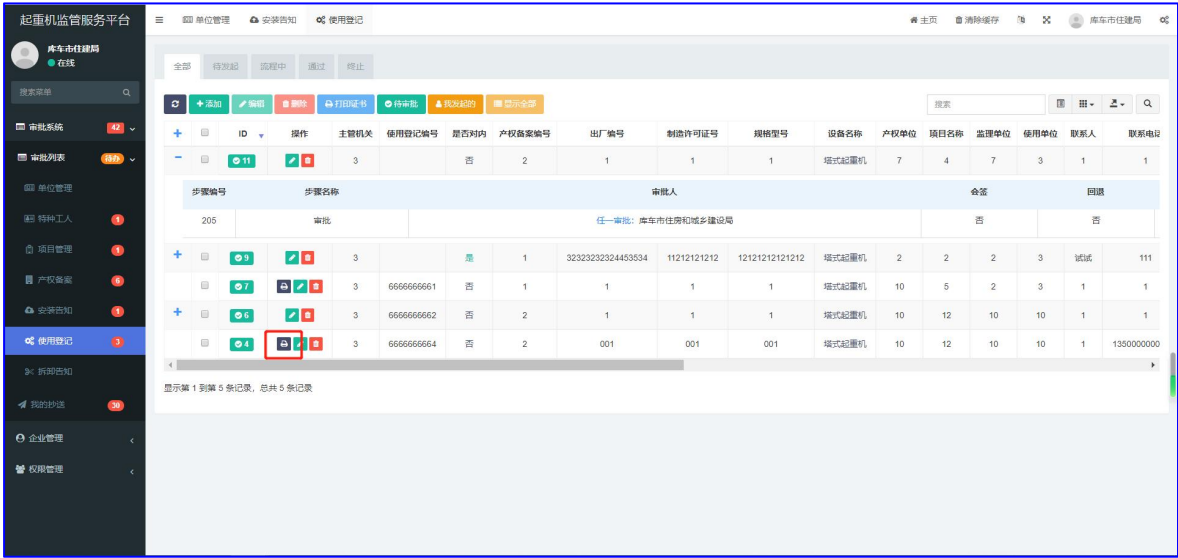 起重机监管服务平台 单位管理 安装告知 使用登记 主页 清除缓存 库车市住建局
库车市住建局
在线
搜索菜单
审批系统 42
审批列表 待办
单位管理
特种工人 1
项目管理 1
产权备案 6
安装告知 1
使用登记 3
拆卸告知
我的抄送 30
企业管理
权限管理
全部 待发起 流程中 通过 终止
添加 编辑 删除 打印证书 待审批 我发起的 显示全部 搜索
ID 操作 主管机关 使用登记编号 是否对内 产权备案编号 出厂编号 制造许可证号 规格型号 设备名称 产权单位 项目名称 监理单位 使用单位 联系人 联系电话
11 3 否 2 1 1 1 塔式起重机 7 4 7 3 1 1
步骤编号 步骤名称 审批人 会签 回退
205 审批 任一审批：库车市住房和城乡建设局 否 否
9 3 是 1 32323232324453534 11212121212 12121212121212 塔式起重机 2 2 2 3 试试 111
7 3 6666666661 否 1 1 1 1 塔式起重机 10 5 2 3 1 1
6 3 6666666662 否 2 1 1 1 塔式起重机 10 12 10 10 1 1
4 3 6666666664 否 2 001 001 001 塔式起重机 10 12 10 10 1 1350000000
显示第 1 到第 5 条记录，总共 5 条记录